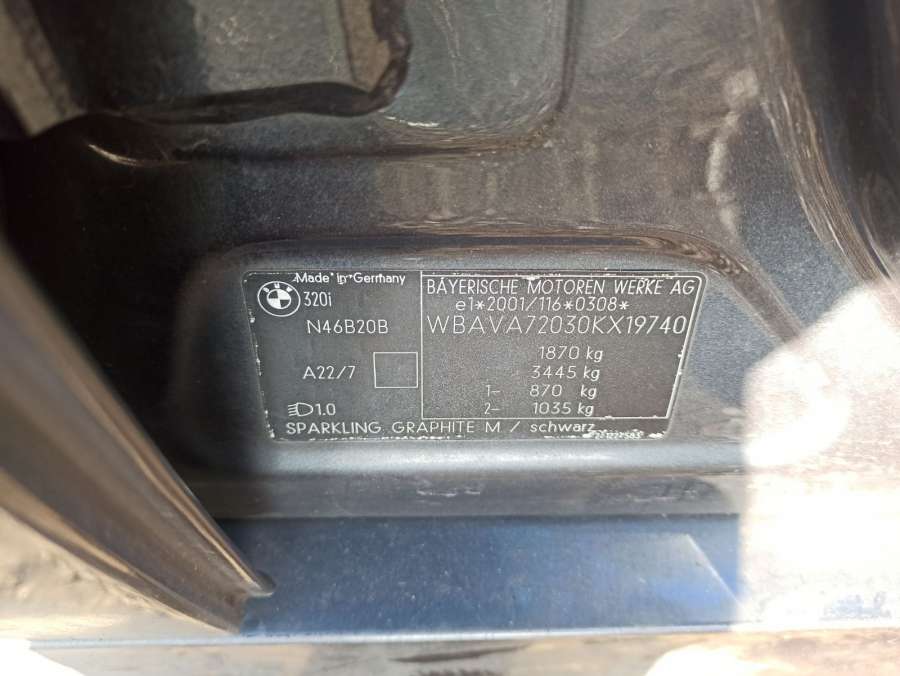 Made in Germany
320i
N46B20B
A22/7
1.0
BAYERISCHE MOTOREN WERKE AG
e1*2001/116*0308*
WBAVA72030KX19740
1870 kg
3445 kg
1- 870 kg
2- 1035 kg
SPARKLING GRAPHITE M / schwarz